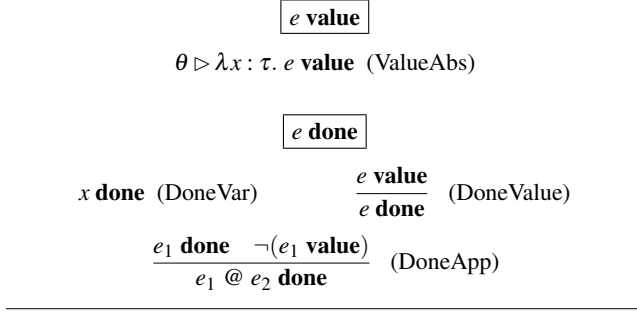 e value
θ ▷ λx : τ. e value (ValueAbs)
e done
x done (DoneVar) e value (DoneValue)
e done
e₁ done ¬(e₁ value) (DoneApp)
e₁ @ e₂ done